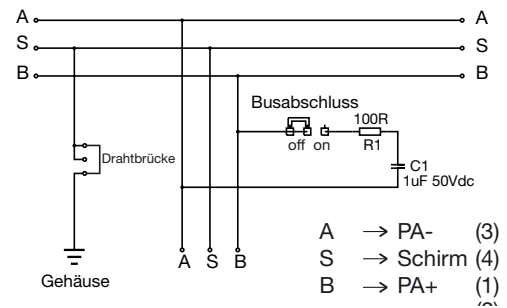 A A
S S
B B
Busabschluss
100R
off on R1
Drahtbrücke
C1
1uF 50Vdc
A S B
Gehäuse
A → PA- (3)
S → Schirm (4)
B → PA+ (1)